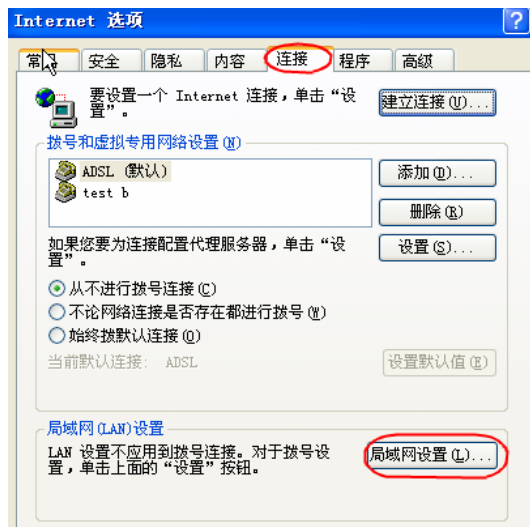 Internet 选项
常规 安全 隐私 内容 连接 程序 高级
要设置一个 Internet 连接，单击“设
置”。
建立连接(U)...
拨号和虚拟专用网络设置(N)
ADSL (默认)
test b
添加(D)...
删除(R)
如果您要为连接配置代理服务器，单击“设
置”。
设置(S)...
从不进行拨号连接(C)
不论网络连接是否存在都进行拨号(W)
始终拨默认连接(O)
当前默认连接: ADSL
设置默认值(E)
局域网(LAN)设置
LAN 设置不应用到拨号连接。对于拨号设
置，单击上面的“设置”按钮。
局域网设置(L)...